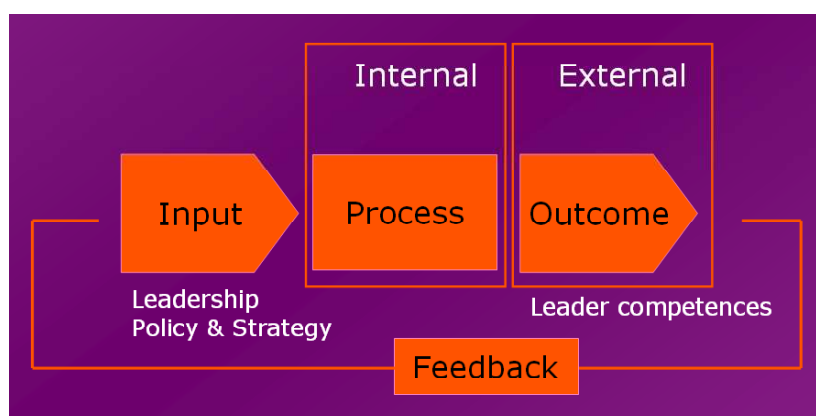 Internal
External
Input
Process
Outcome
Leadership
Policy & Strategy
Leader competences
Feedback